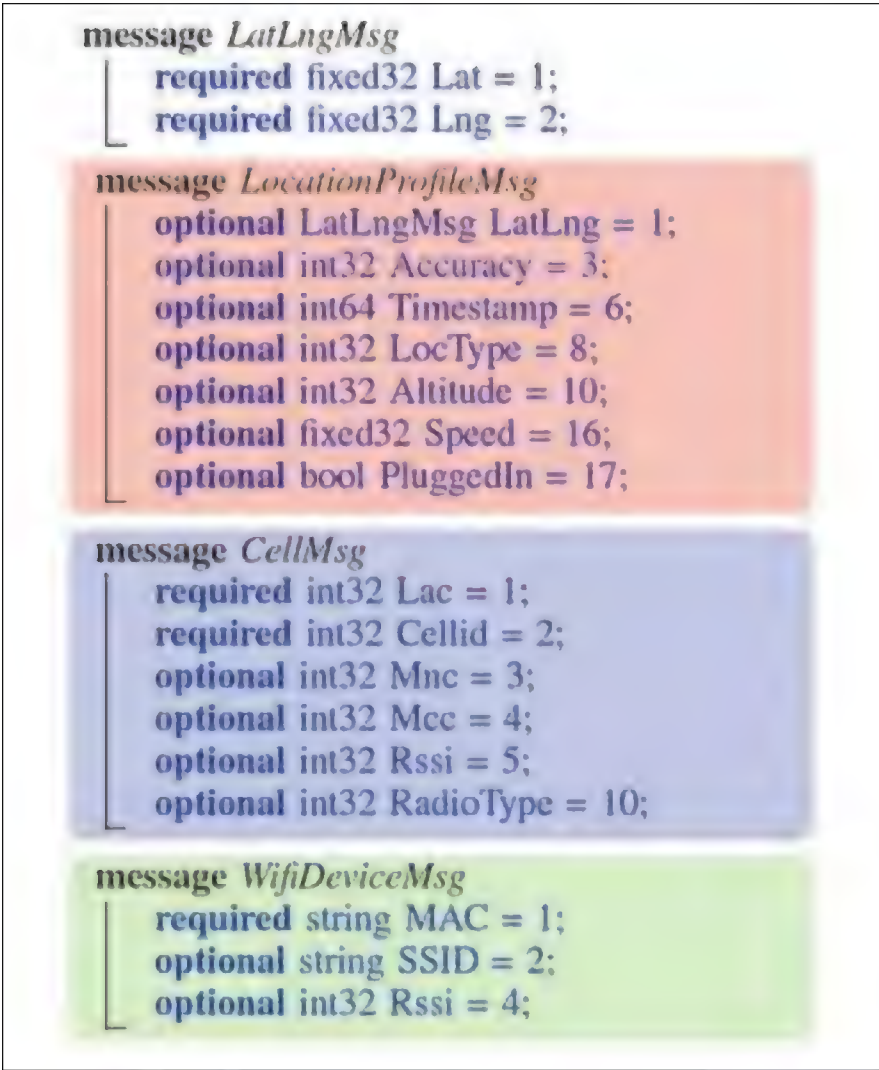 message LatLngMsg
required fixed32 Lat = 1;
required fixed32 Lng = 2;
message LocationProfileMsg
optional LatLngMsg LatLng = 1;
optional int32 Accuracy = 3;
optional int64 Timestamp = 6;
optional int32 LocType = 8;
optional int32 Altitude = 10;
optional fixed32 Speed = 16;
optional bool PluggedIn = 17;
message CellMsg
required int32 Lac = 1;
required int32 Cellid = 2;
optional int32 Mnc = 3;
optional int32 Mcc = 4;
optional int32 Rssi = 5;
optional int32 RadioType = 10;
message WifiDeviceMsg
required string MAC = 1;
optional string SSID = 2;
optional int32 Rssi = 4;